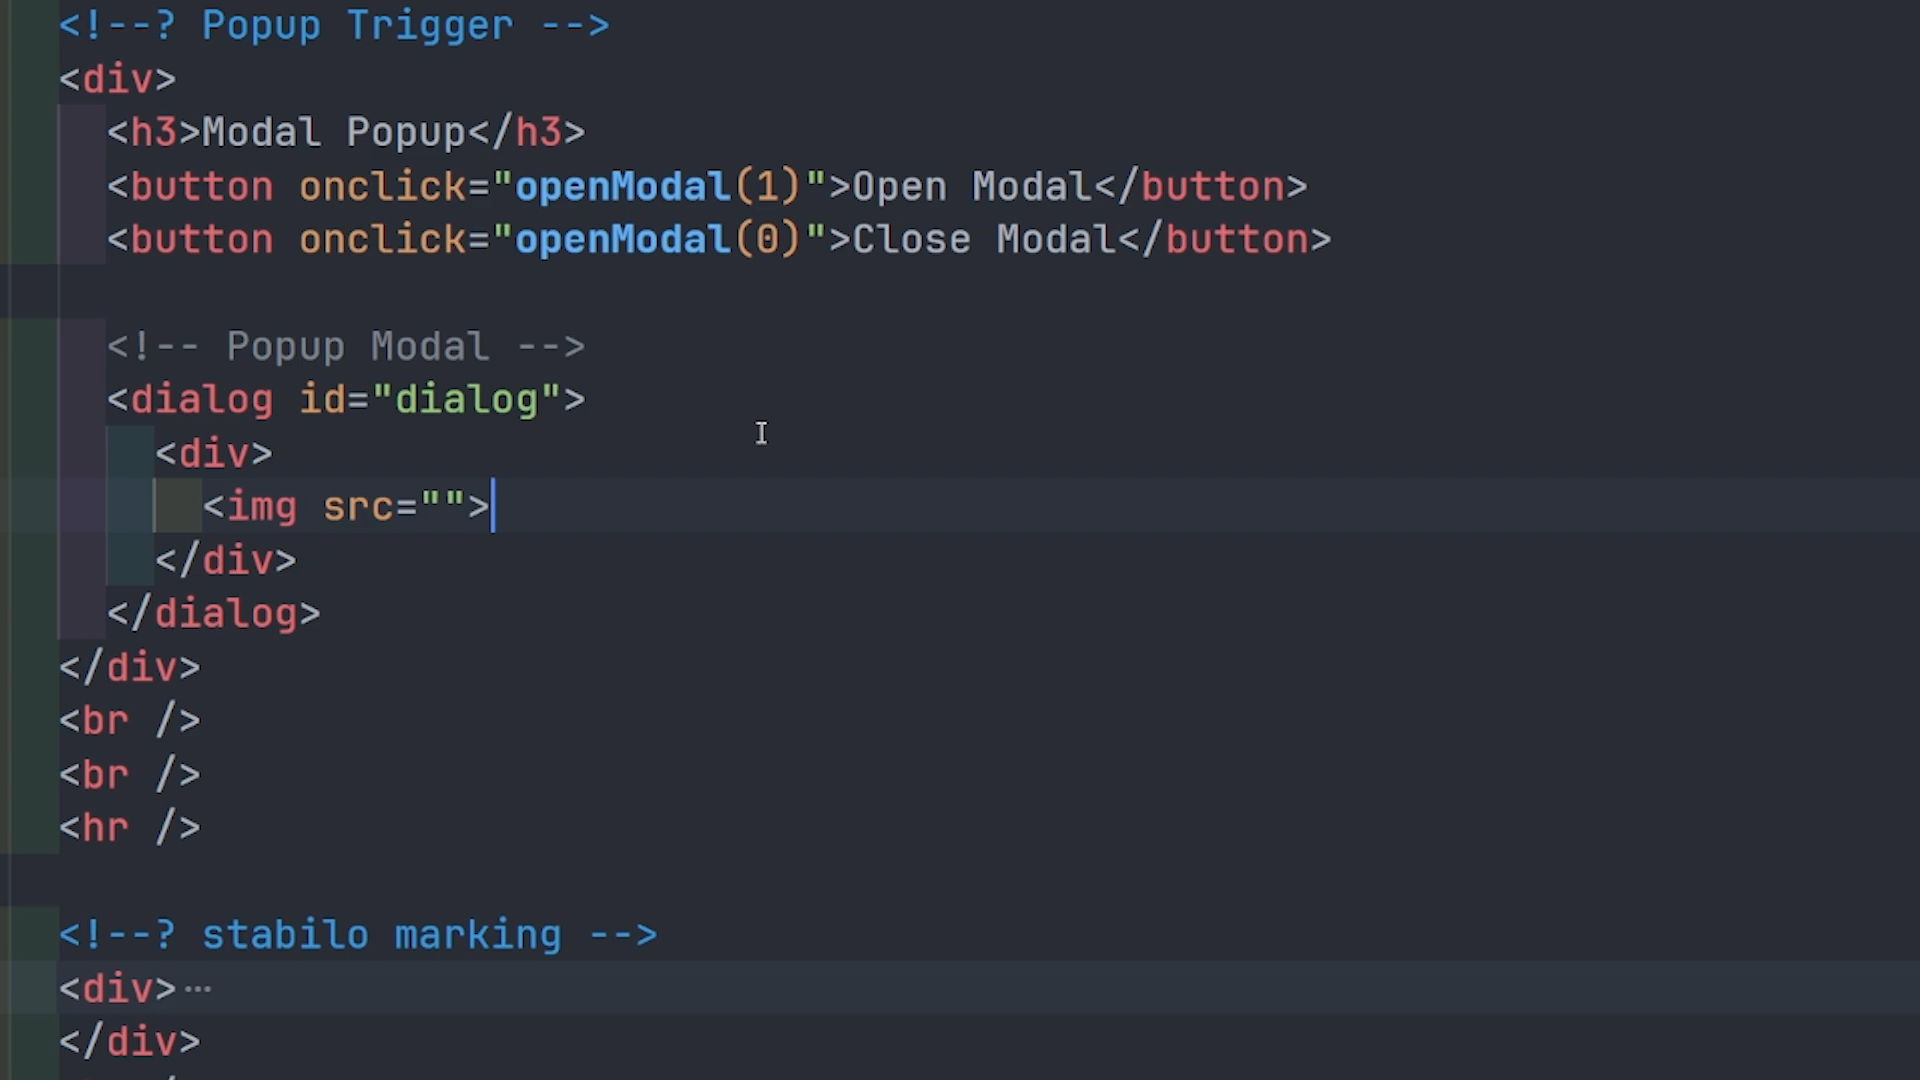 <!--? Popup Trigger -->
<div>
<h3>Modal Popup</h3>
<button onclick="openModal(1)">Open Modal</button>
<button onclick="openModal(0)">Close Modal</button>
<!-- Popup Modal -->
<dialog id="dialog">
<div>
<img src="">
</div>
</dialog>
</div>
<br />
<br />
<hr />
<!--? stabilo marking -->
<div>···
</div>